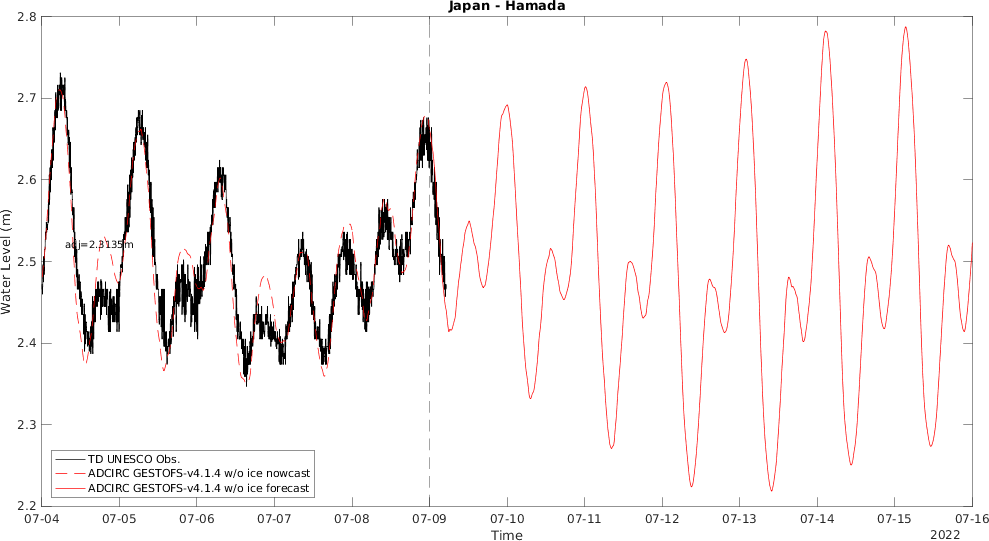 Japan - Hamada
Water Level (m)
2.8
2.7
2.6
2.5
2.4
2.3
2.2
adj=2.3135m
TD UNESCO Obs.
ADCIRC GESTOFS-v4.1.4 w/o ice nowcast
ADCIRC GESTOFS-v4.1.4 w/o ice forecast
07-04 07-05 07-06 07-07 07-08 07-09 07-10 07-11 07-12 07-13 07-14 07-15 07-16
Time
2022